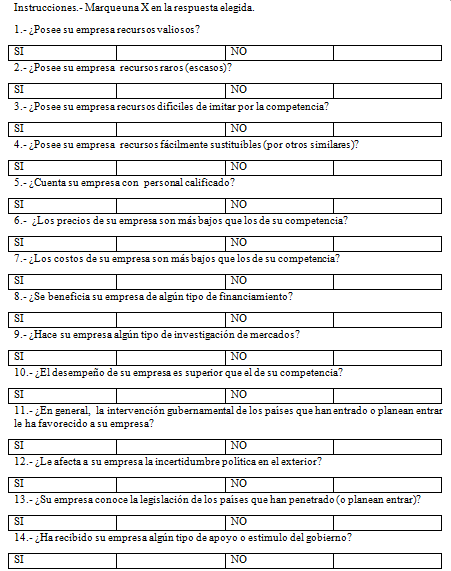 Instrucciones.- Marque una X en la respuesta elegida.
1.- ¿Posee su empresa recursos valiosos?
SI NO
2.- ¿Posee su empresa recursos raros (escasos)?
SI NO
3.- ¿Posee su empresa recursos dificiles de imitar por la competencia?
SI NO
4.- ¿Posee su empresa recursos fácilmente sustituibles (por otros similares)?
SI NO
5.- ¿Cuenta su empresa con personal calificado?
SI NO
6.- ¿Los precios de su empresa son más bajos que los de su competencia?
SI NO
7.- ¿Los costos de su empresa son más bajos que los de su competencia?
SI NO
8.- ¿Se beneficia su empresa de algún tipo de financiamiento?
SI NO
9.- ¿Hace su empresa algún tipo de investigación de mercados?
SI NO
10.- ¿El desempeño de su empresa es superior que el de su competencia?
SI NO
11.- ¿En general, la intervención gubernamental de los países que han entrado o planean entrar
le ha favorecido a su empresa?
SI NO
12.- ¿Le afecta a su empresa la incertidumbre política en el exterior?
SI NO
13.- ¿Su empresa conoce la legislación de los países que han penetrado (o planean entrar)?
SI NO
14.- ¿Ha recibido su empresa algún tipo de apoyo o estimulo del gobierno?
SI NO